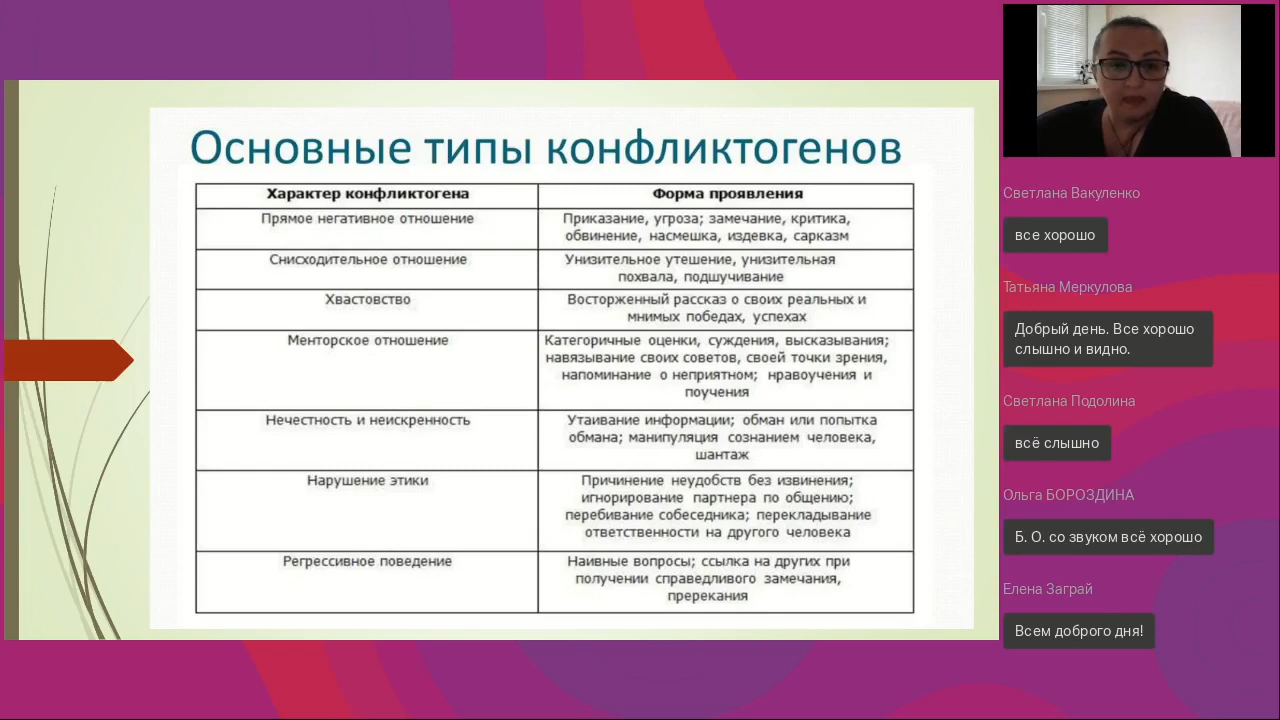 Основные типы конфликтогенов
Характер конфликтогена
Форма проявления
Прямое негативное отношение
Приказание, угроза; замечание, критика,
обвинение, насмешка, издевка, сарказм
Снисходительное отношение
Унизительное утешение, унизительная
похвала, подшучивание
Хвастовство
Восторженный рассказ о своих реальных и
мнимых победах, успехах
Менторское отношение
Категоричные оценки, суждения, высказывания;
навязывание своих советов, своей точки зрения,
напоминание о неприятном; нравоучения и
поучения
Нечестность и неискренность
Утаивание информации; обман или попытка
обмана; манипуляция сознанием человека,
шантаж
Нарушение этики
Причинение неудобств без извинения;
игнорирование партнера по общению;
перебивание собеседника; перекладывание
ответственности на другого человека
Регрессивное поведение
Наивные вопросы; ссылка на других при
получении справедливого замечания,
пререкания
Светлана Вакуленко
все хорошо
Татьяна Меркулова
Добрый день. Все хорошо
слышно и видно.
Светлана Подолина
всё слышно
Ольга БОРОЗДИНА
Б. О. со звуком всё хорошо
Елена Заграй
Всем доброго дня!